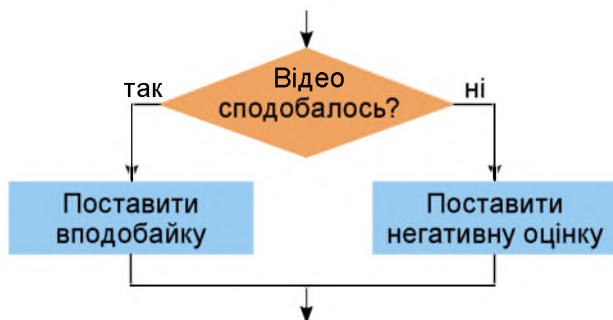 Відео
сподобалось?
так
ні
Поставити
вподобайку
Поставити
негативну оцінку